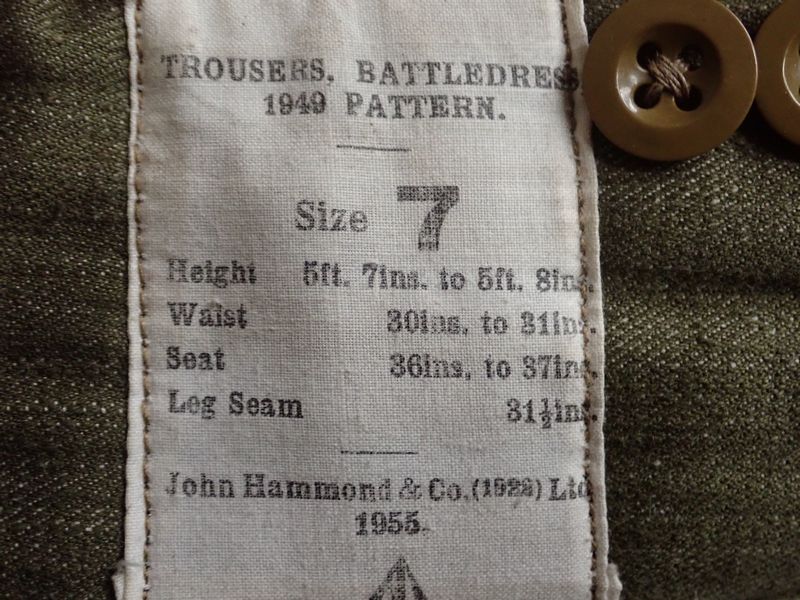 TROUSERS, BATTLEDRESS,
1949 PATTERN.
Size 7
Height 5ft. 7ins. to 5ft. 8ins.
Waist 30ins. to 31ins.
Seat 36ins. to 37ins.
Leg Seam 31½ins.
John Hammond & Co. (1922) Ltd
1955.